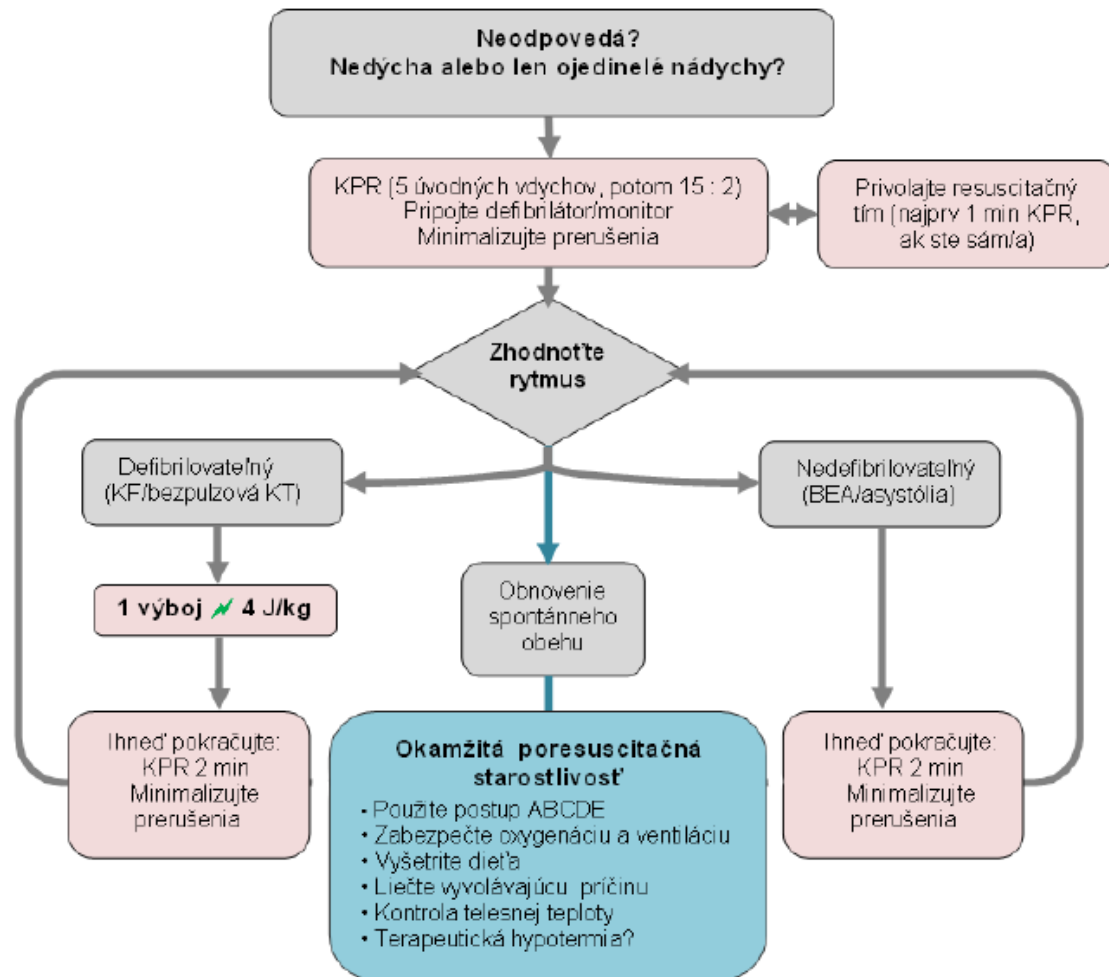 Neodpovedá?
Nedýcha alebo len ojedinelé nádychy?
KPR (5 úvodných vdychov, potom 15 : 2)
Pripojte defibrilátor/monitor
Minimalizujte prerušenia
Privolajte resuscitačný
tím (najprv 1 min KPR,
ak ste sám/a)
Zhodnoťte
rytmus
Defibrilovateľný
(KF/bezpulzová KT)
Nedefibrilovateľný
(BEA/asystólia)
1 výboj 4 J/kg
Obnovenie
spontánneho
obehu
Ihneď pokračujte:
KPR 2 min
Minimalizujte
prerušenia
Okamžitá poresuscitačná
starostlivosť
• Použite postup ABCDE
• Zabezpečte oxygenáciu a ventiláciu
• Vyšetrite dieťa
• Liečte vyvolávajúcu príčinu
• Kontrola telesnej teploty
• Terapeutická hypotermia?
Ihneď pokračujte:
KPR 2 min
Minimalizujte
prerušenia